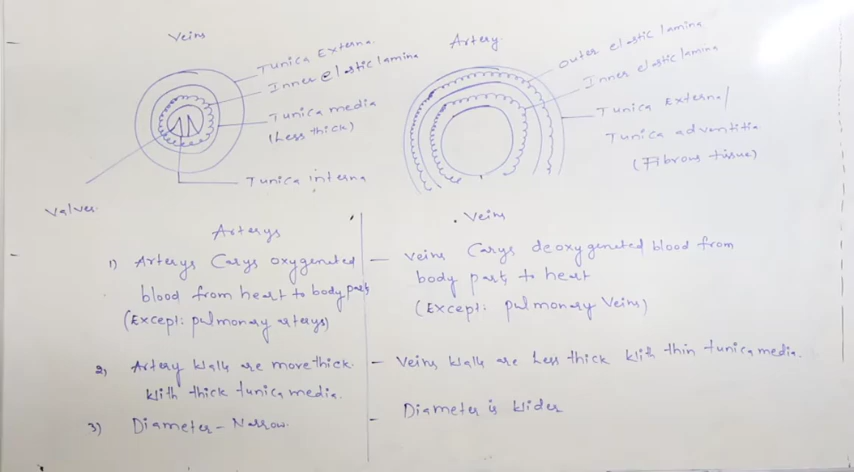 Veins
Tunica Externa.
Inner elastic lamina
Tunica media
(Less thick)
Tunica interna
Valves
Artery
Outer elastic lamina
Inner elastic lamina
Tunica Externa/
Tunica adventitia
(Fibrous tissue)
Arterys
1) Arterys Carys oxygenated
blood from heart to body parts
(Except: pulmonary arterys)
2) Artery Walls are more thick
With thick tunica media.
3) Diameter - Narrow.
Veins
- Veins Carys deoxygenated blood from
body parts to heart
(Except: pulmonary Veins)
- Veins Walls are Less thick With thin tunica media.
- Diameter is Wider